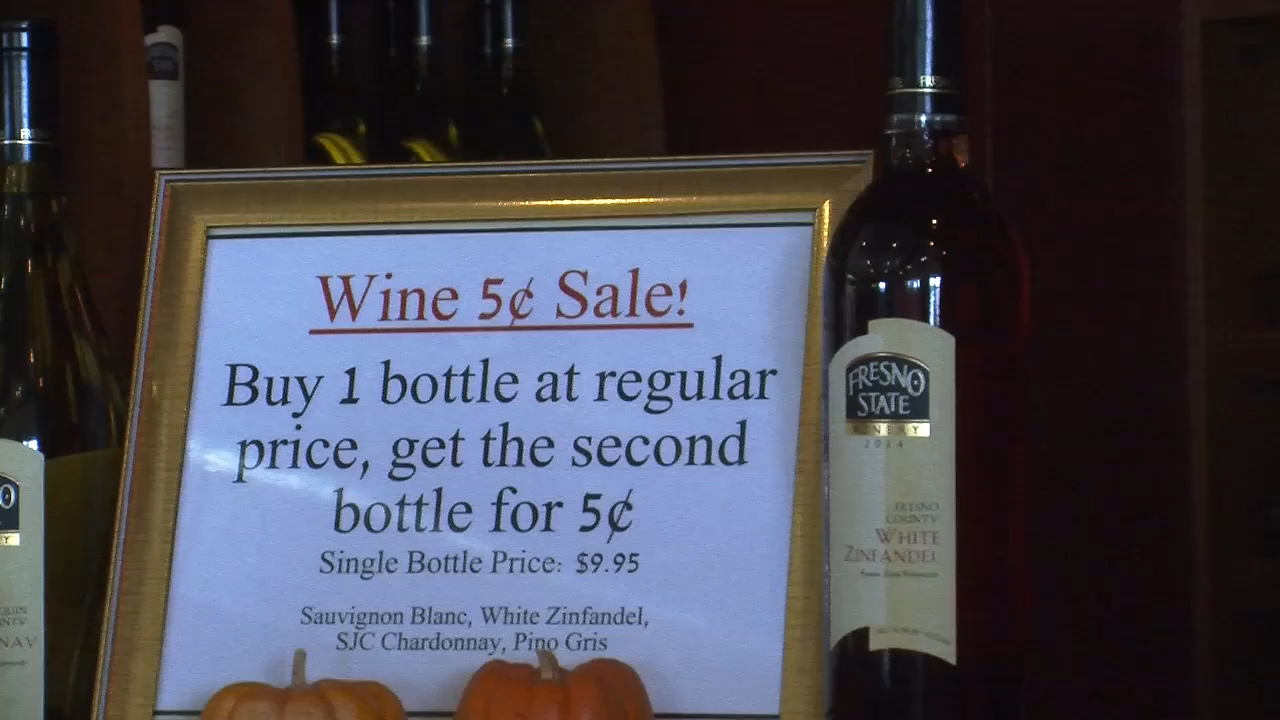 Wine 5¢ Sale!
Buy 1 bottle at regular
price, get the second
bottle for 5¢
Single Bottle Price: $9.95
Sauvignon Blanc, White Zinfandel,
SJC Chardonnay, Pino Gris
FRESNO
STATE
WINERY
2014
FRESNO
COUNTY
WHITE
ZINFANDEL